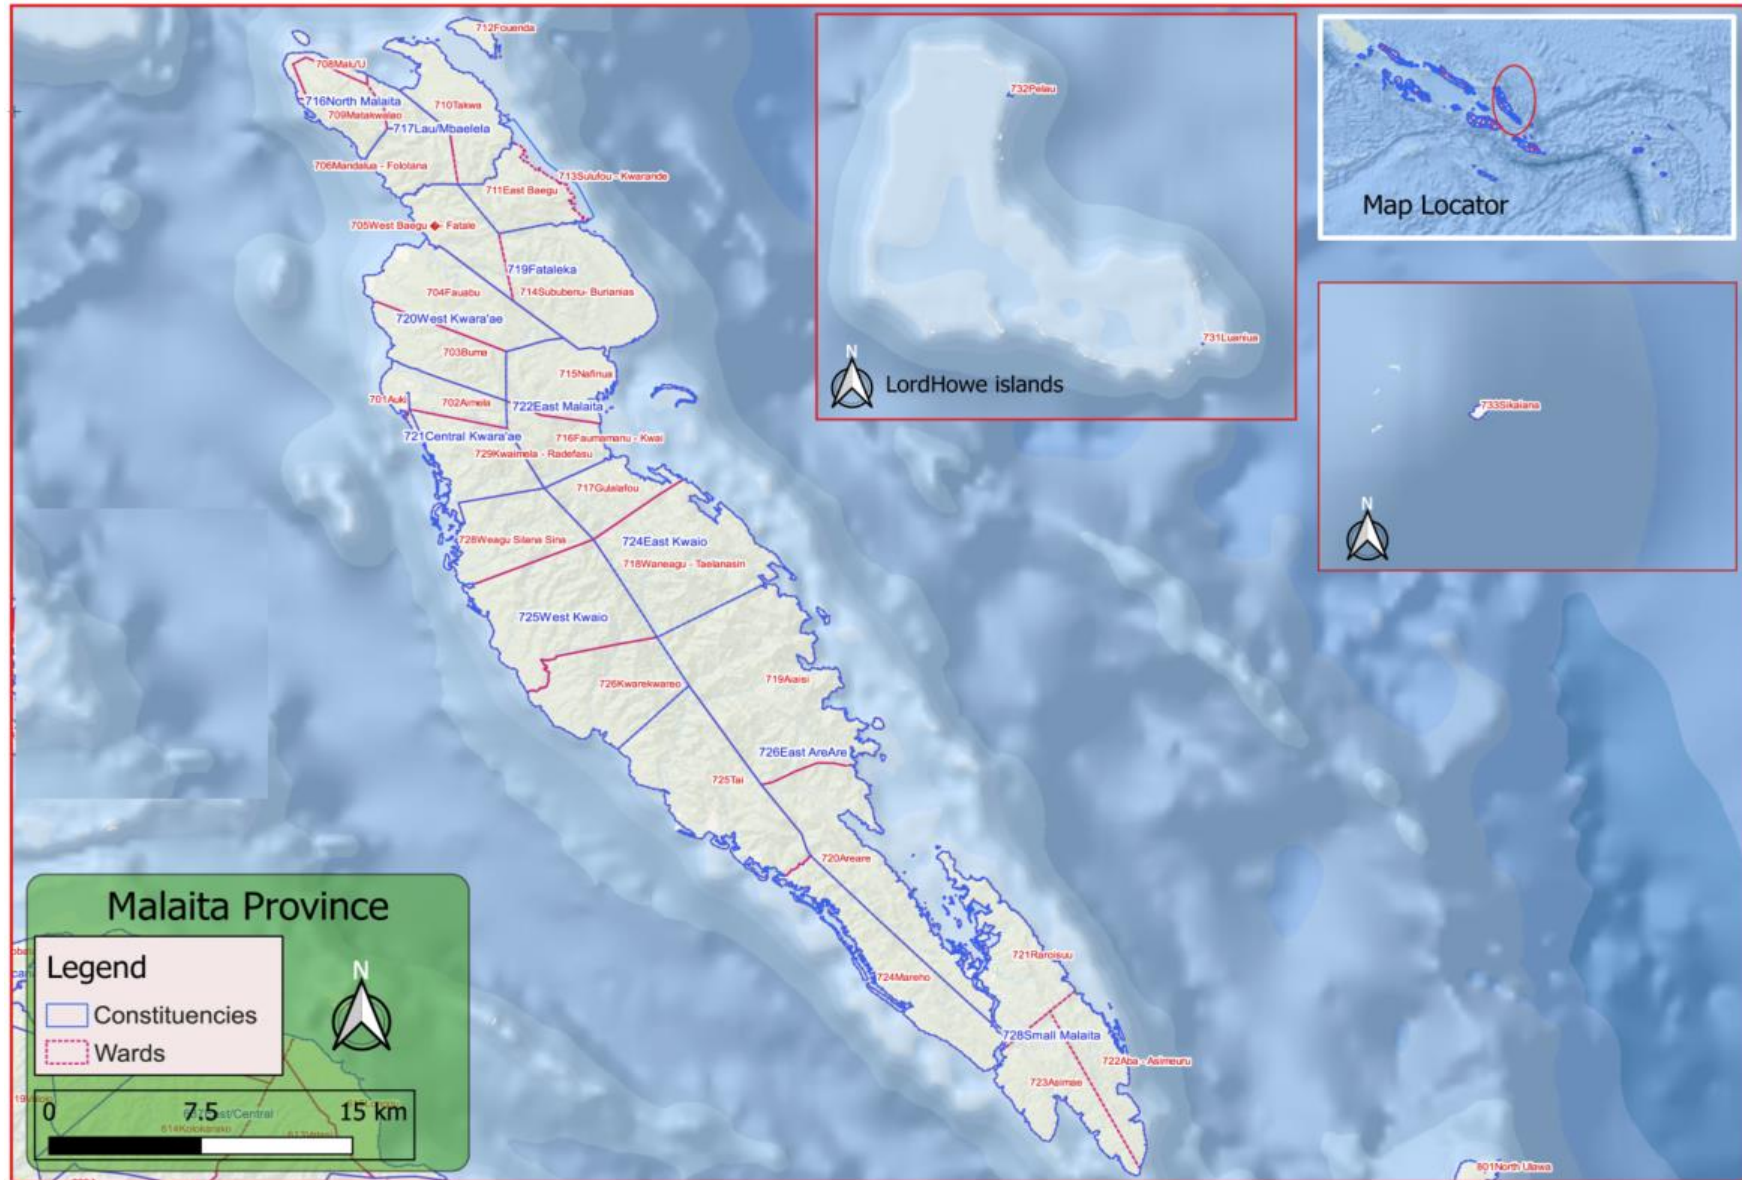 712Fouenda
708Malu'U
716North Malaita
710Takwa
709Matakwalao
717Lau/Mbaelela
706Mandalua - Folotana
713Sulufou - Kwarande
711East Baegu
705West Baegu - Fatale
719Fataleka
704Fauabu
714Sububenu- Burianias
720West Kwara'ae
703Buma
715Nafinua
701Auki
702Aimela
722East Malaita
721Central Kwara'ae
716Faumamanu - Kwai
729Kwaimela - Radefasu
717Gulalafou
728Waagu Silana Sina
724East Kwaio
718Waneagu - Taelanasin
725West Kwaio
726Kwarekwareo
719Aiaisi
726East AreAre
725Tai
720Areare
721Raroisuu
724Mareho
728Small Malaita
722Aba - Asimeuru
723Asimae
732Pelau
731Luaniua
N
LordHowe islands
Map Locator
733Sikaiana
N
Malaita Province
Legend
Constituencies
Wards
N
0 7.5 15 km
614Kolokarako
801North Ulawa